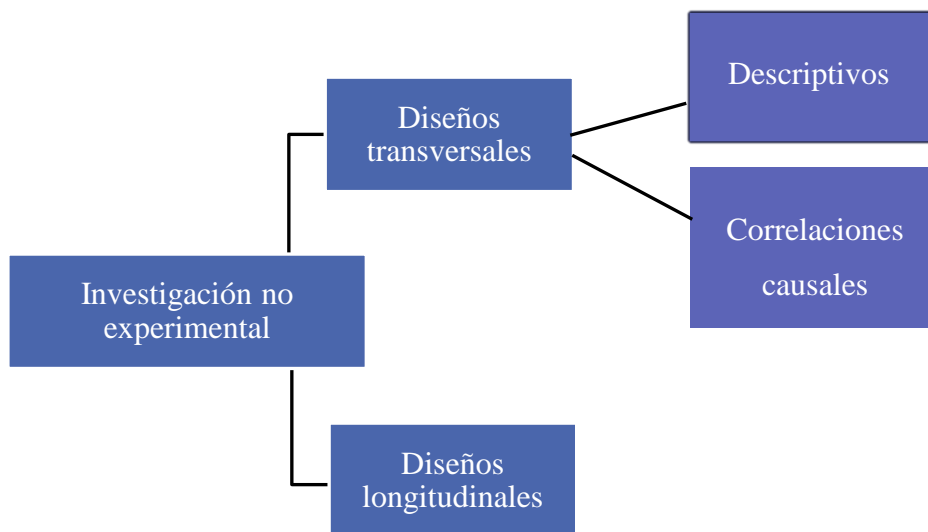 Investigación no
experimental
Diseños
transversales
Descriptivos
Correlaciones
causales
Diseños
longitudinales